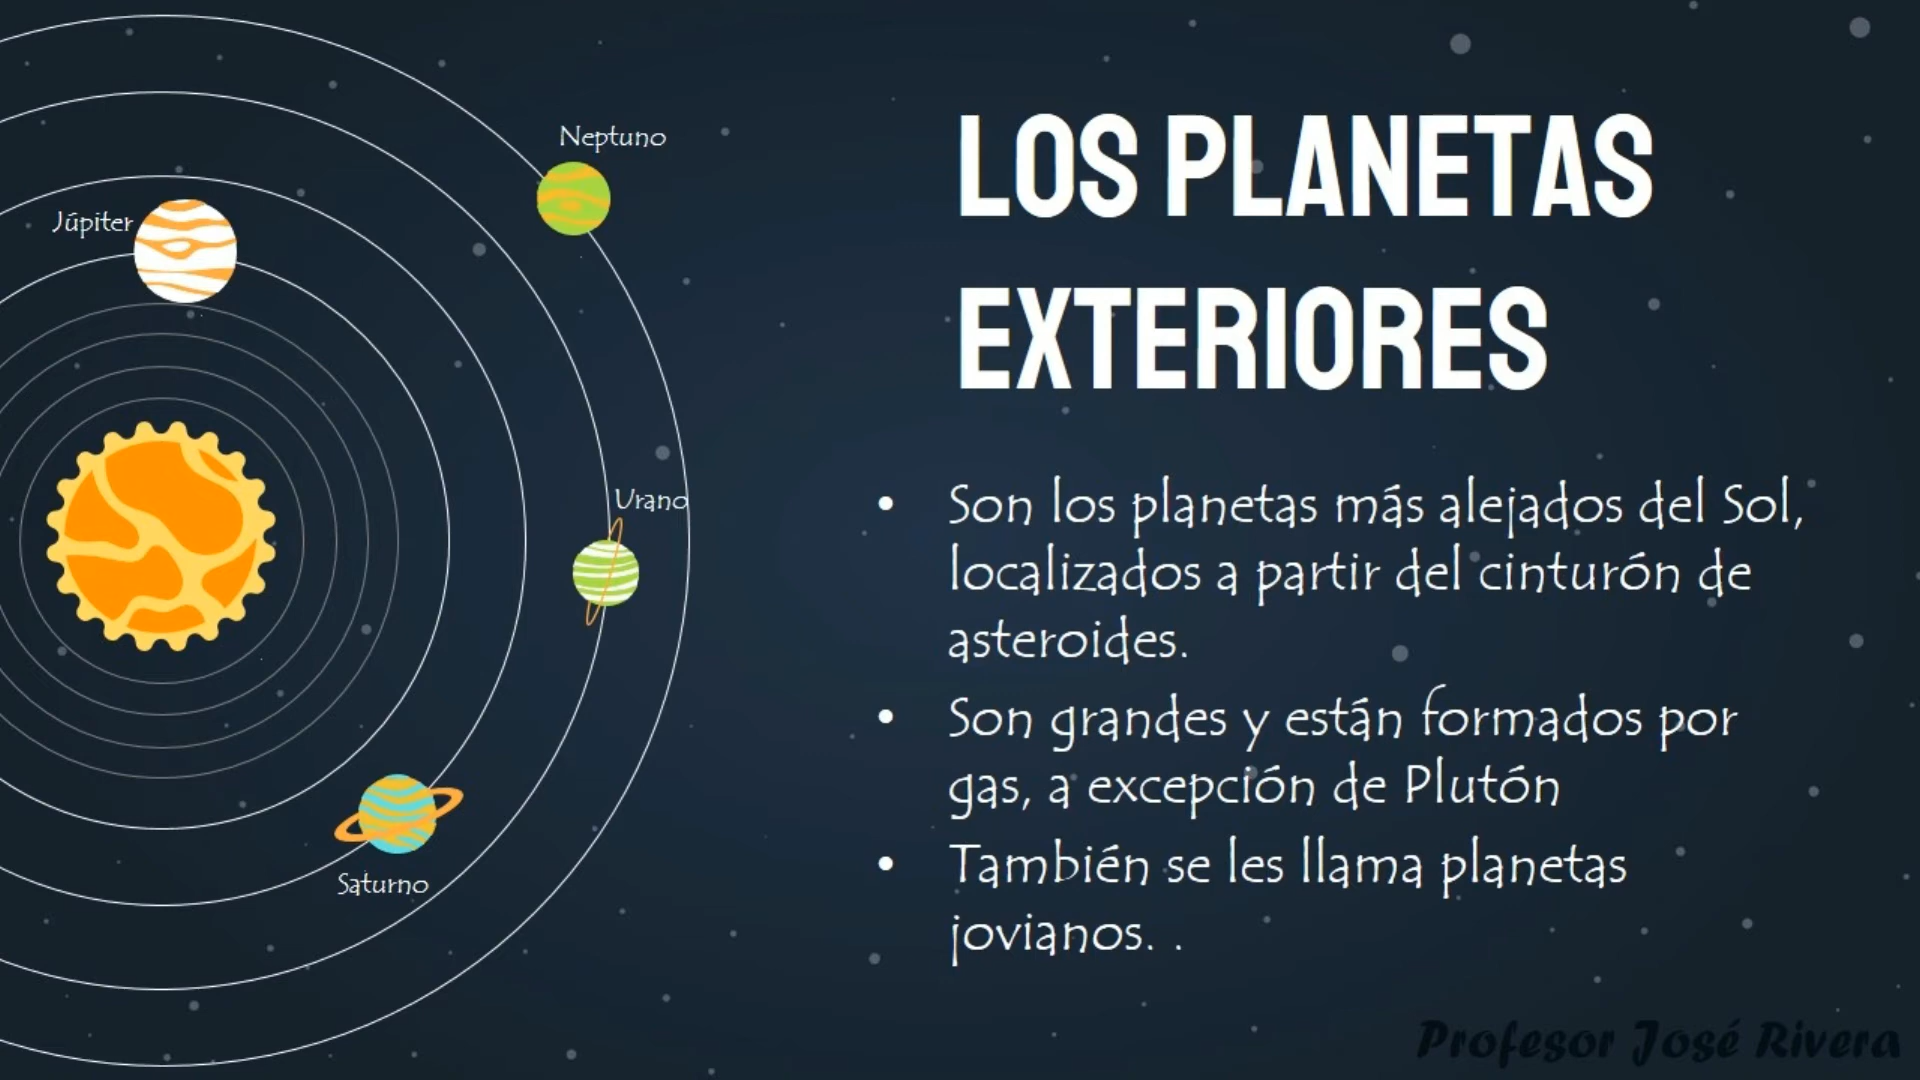 Neptuno
Júpiter
Urano
Saturno
LOS PLANETAS
EXTERIORES
• Son los planetas más alejados del Sol,
localizados a partir del cinturón de
asteroides.
• Son grandes y están formados por
gas, a excepción de Plutón
• También se les llama planetas
jovianos. .
Profesor José Rivera